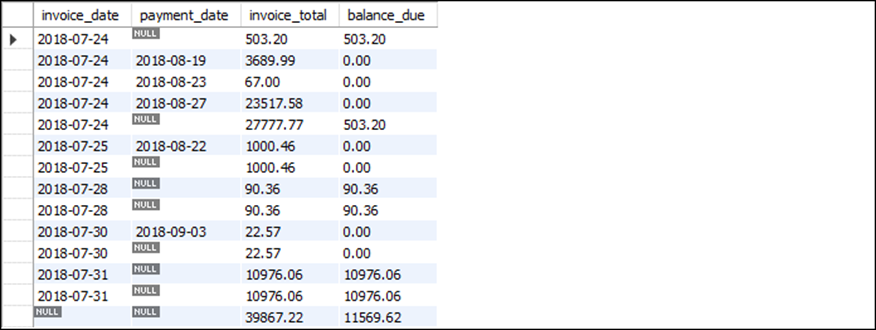 invoice_date payment_date invoice_total balance_due
2018-07-24 NULL 503.20 503.20
2018-07-24 2018-08-19 3689.99 0.00
2018-07-24 2018-08-23 67.00 0.00
2018-07-24 2018-08-27 23517.58 0.00
2018-07-24 NULL 27777.77 503.20
2018-07-25 2018-08-22 1000.46 0.00
2018-07-25 NULL 1000.46 0.00
2018-07-28 NULL 90.36 90.36
2018-07-28 NULL 90.36 90.36
2018-07-30 2018-09-03 22.57 0.00
2018-07-30 NULL 22.57 0.00
2018-07-31 NULL 10976.06 10976.06
2018-07-31 NULL 10976.06 10976.06
NULL NULL 39867.22 11569.62